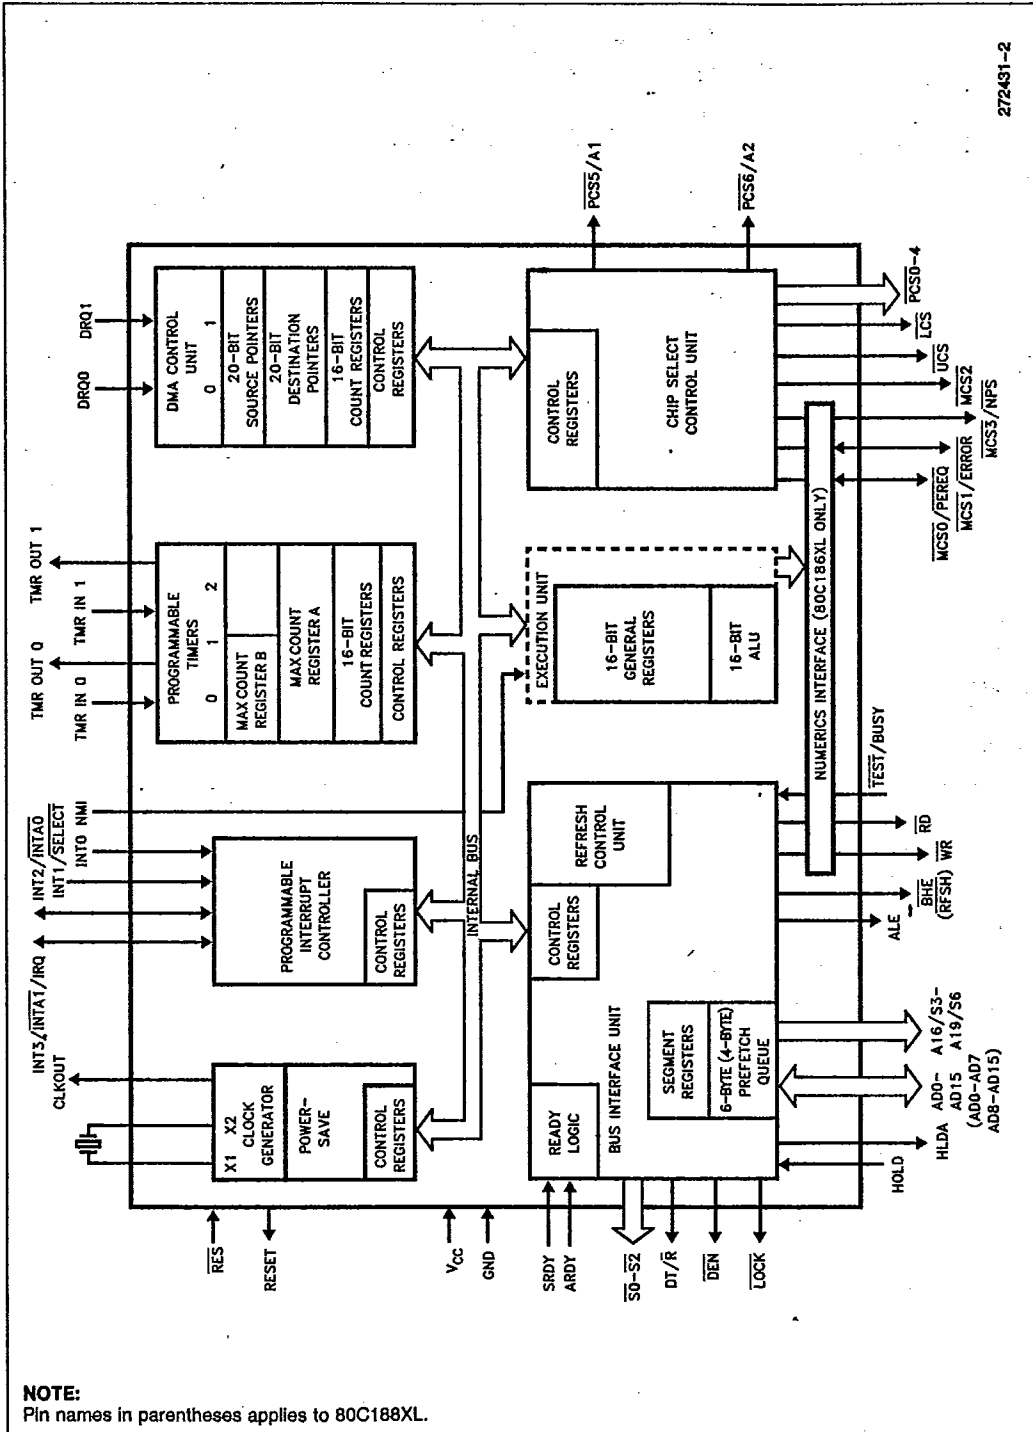 272431-2
INT3/INTA1/IRQ
CLKOUT
INT2/INTA0
INT1/SELECT
INT0
NMI
TMR OUT 0
TMR IN 0
TMR OUT 1
TMR IN 1
DRQ0
DRQ1
X1
X2
CLOCK
GENERATOR
POWER-
SAVE
CONTROL
REGISTERS
PROGRAMMABLE
INTERRUPT
CONTROLLER
CONTROL
REGISTERS
PROGRAMMABLE
TIMERS
0
1
2
MAX COUNT
REGISTER B
MAX COUNT
REGISTER A
16-BIT
COUNT REGISTERS
CONTROL REGISTERS
DMA CONTROL
UNIT
0
1
20-BIT
SOURCE POINTERS
20-BIT
DESTINATION
POINTERS
16-BIT
COUNT REGISTERS
CONTROL
REGISTERS
RES
RESET
VCC
GND
INTERNAL BUS
SRDY
ARDY
S0-S2
DT/R
DEN
LOCK
READY
LOGIC
BUS INTERFACE UNIT
CONTROL
REGISTERS
REFRESH
CONTROL
UNIT
SEGMENT
REGISTERS
6-BYTE (4-BYTE)
PREFETCH
QUEUE
EXECUTION UNIT
16-BIT
GENERAL
REGISTERS
16-BIT
ALU
CONTROL
REGISTERS
CHIP SELECT
CONTROL UNIT
PCS5/A1
PCS6/A2
NUMERICS INTERFACE (80C186XL ONLY)
HOLD
HLDA
AD0-
AD15
(AD0-AD7
AD8-AD15)
A16/S3-
A19/S6
ALE
BHE
(RFSH)
WR
RD
TEST/BUSY
MCS0/PEREQ
MCS1/ERROR
MCS3/NPS
MCS2
UCS
LCS
PCS0-4
NOTE:
Pin names in parentheses applies to 80C188XL.